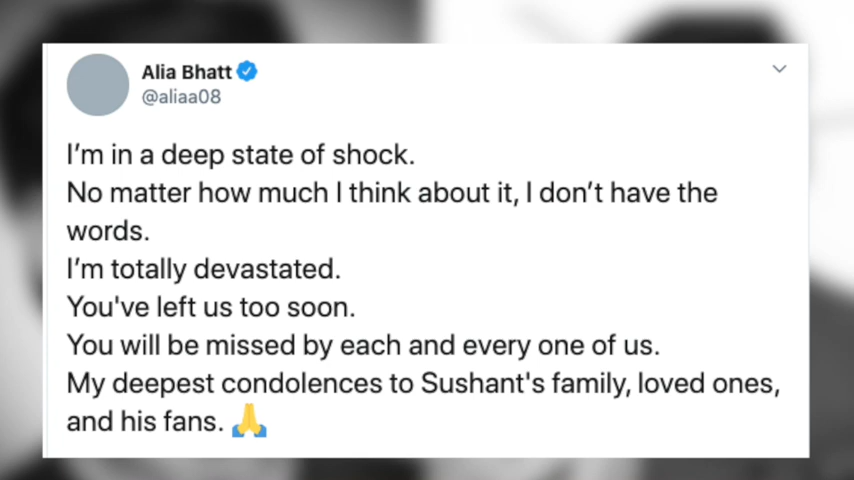 Alia Bhatt
@aliaa08
I’m in a deep state of shock.
No matter how much I think about it, I don’t have the
words.
I’m totally devastated.
You've left us too soon.
You will be missed by each and every one of us.
My deepest condolences to Sushant's family, loved ones,
and his fans. 🙏